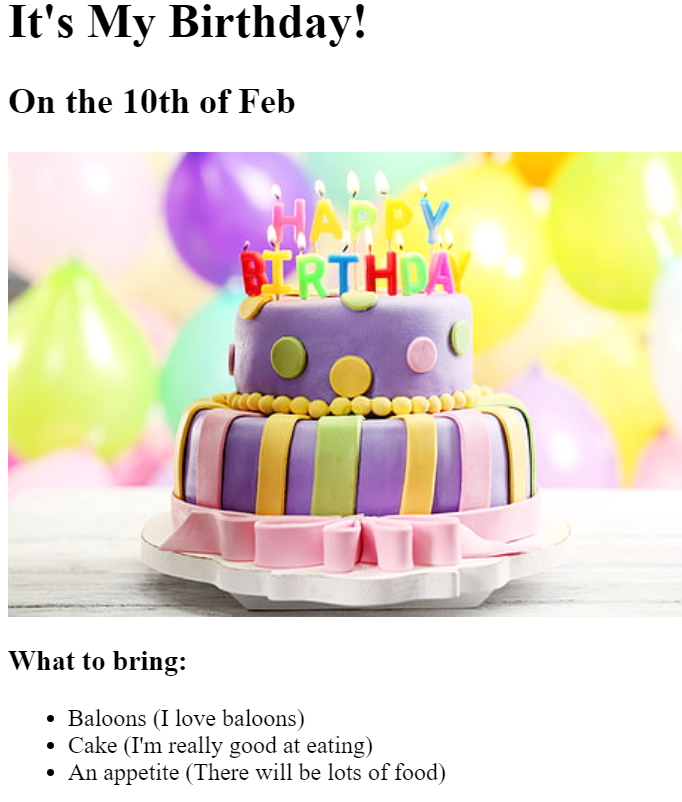 It's My Birthday!
On the 10th of Feb
HAPPY
BIRTHDAY
What to bring:
Baloons (I love baloons)
Cake (I'm really good at eating)
An appetite (There will be lots of food)